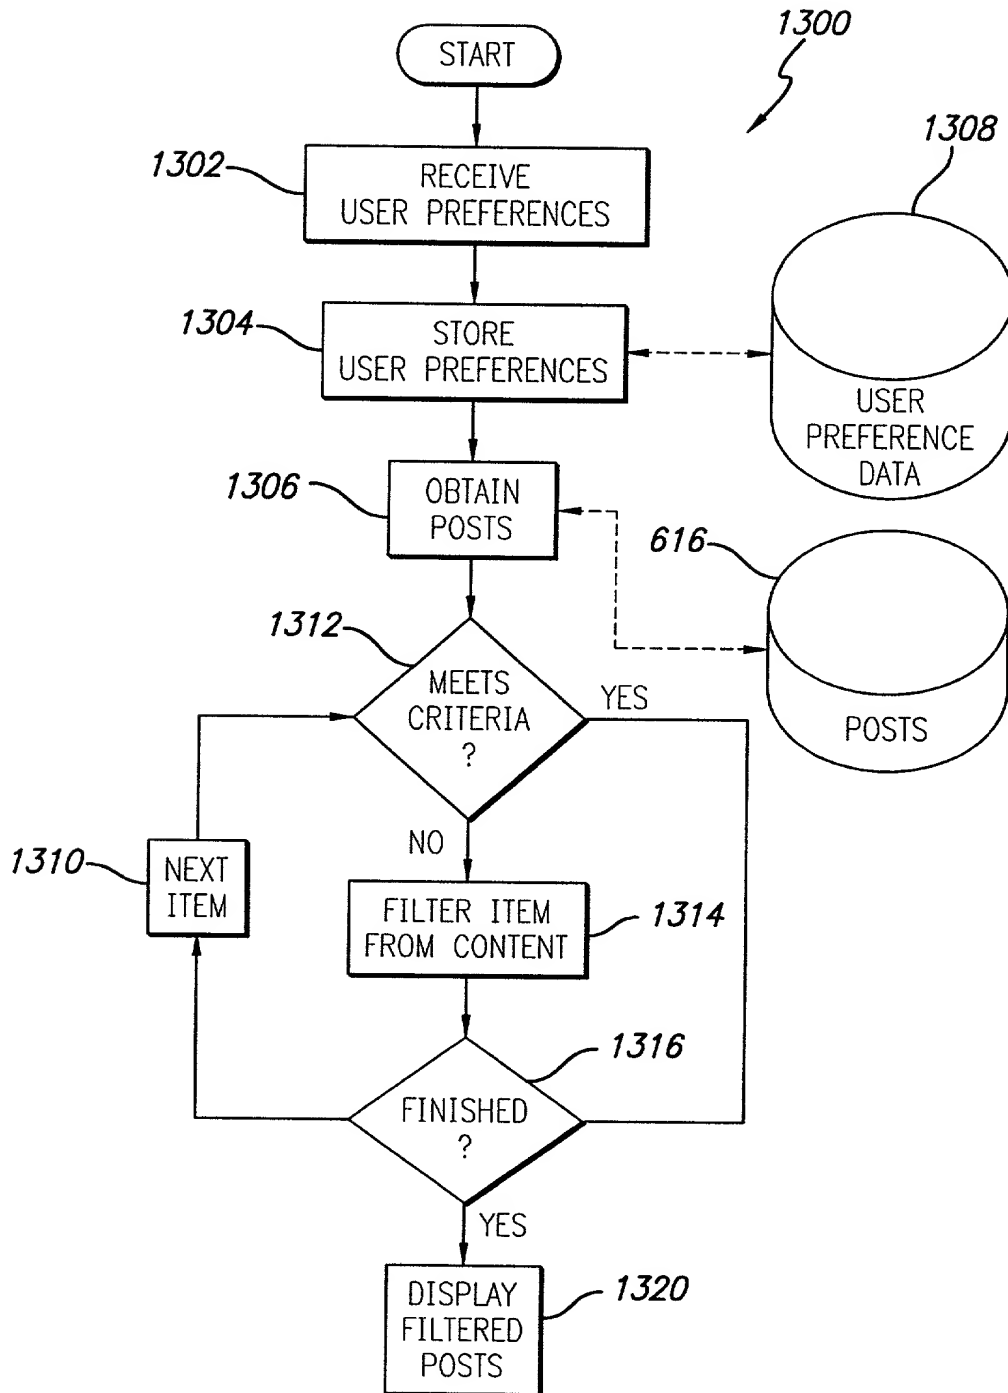 START
1300
1302
RECEIVE
USER PREFERENCES
1308
1304
STORE
USER PREFERENCES
USER
PREFERENCE
DATA
1306
OBTAIN
POSTS
616
POSTS
1312
MEETS
CRITERIA
?
YES
NO
1310
NEXT
ITEM
FILTER ITEM
FROM CONTENT
1314
1316
FINISHED
?
YES
DISPLAY
FILTERED
POSTS
1320